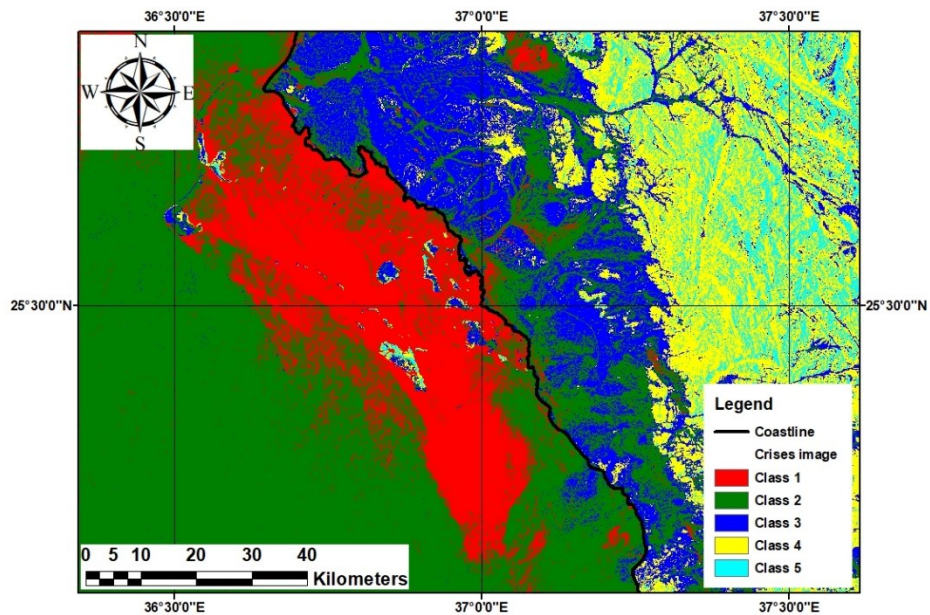 36°30'0"E
37°0'0"E
37°30'0"E
N
W
E
S
25°30'0"N
25°30'0"N
Legend
Coastline
Crises image
Class 1
Class 2
Class 3
Class 4
Class 5
0 5 10 20 30 40
Kilometers
36°30'0"E
37°0'0"E
37°30'0"E